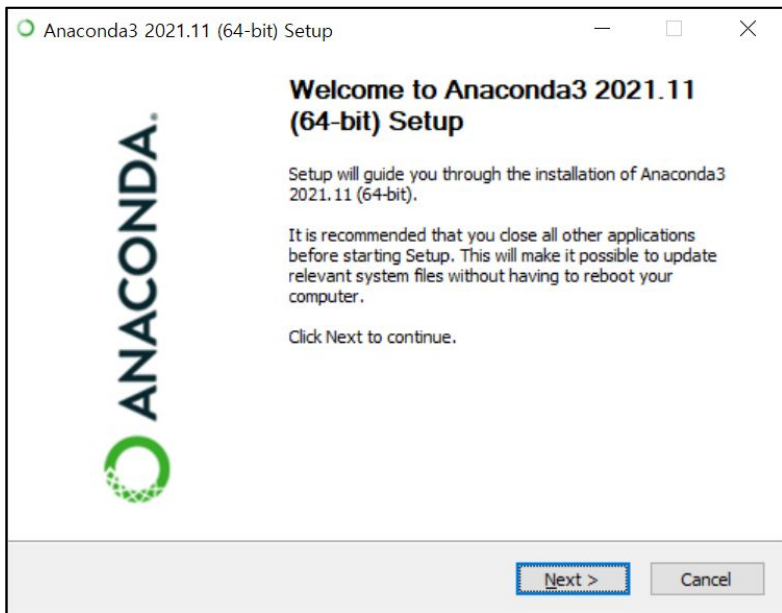 Anaconda3 2021.11 (64-bit) Setup
Welcome to Anaconda3 2021.11
(64-bit) Setup
Setup will guide you through the installation of Anaconda3
2021.11 (64-bit).
It is recommended that you close all other applications
before starting Setup. This will make it possible to update
relevant system files without having to reboot your
computer.
Click Next to continue.
ANACONDA.
Next >
Cancel